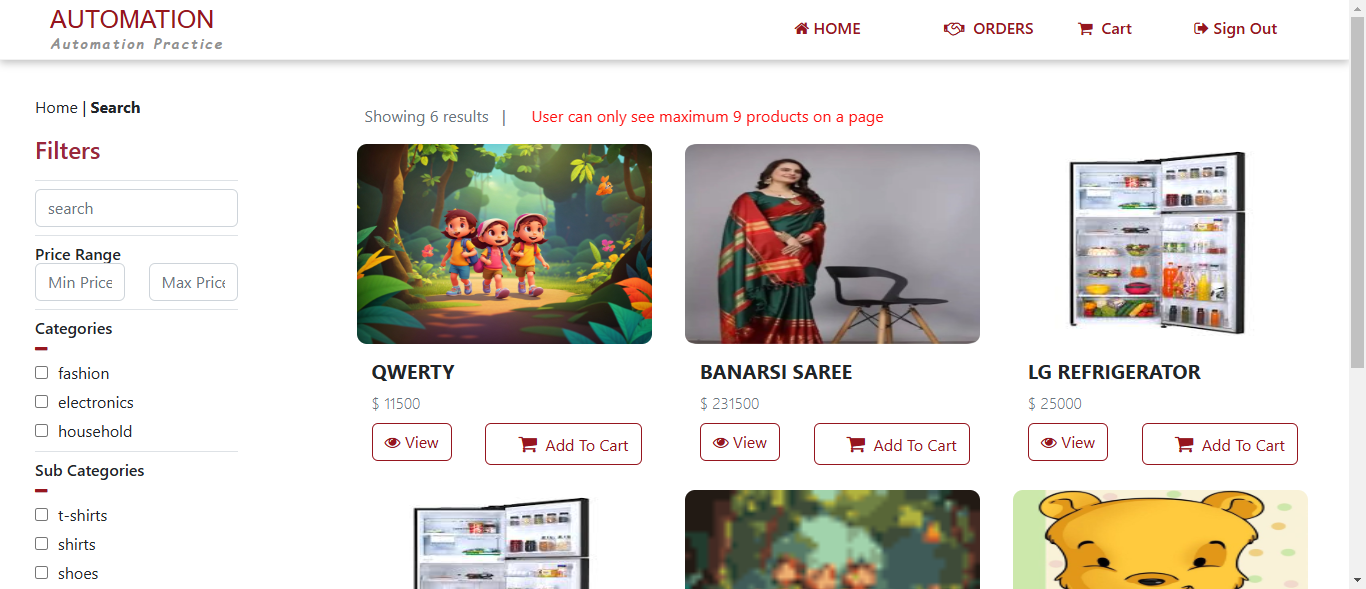 AUTOMATION
Automation Practice
HOME
ORDERS
Cart
Sign Out
Home | Search
Showing 6 results |
User can only see maximum 9 products on a page
Filters
search
Price Range
Min Price
Max Price
Categories
fashion
electronics
household
Sub Categories
t-shirts
shirts
shoes
QWERTY
$ 11500
View
Add To Cart
BANARSI SAREE
$ 231500
View
Add To Cart
LG REFRIGERATOR
$ 25000
View
Add To Cart